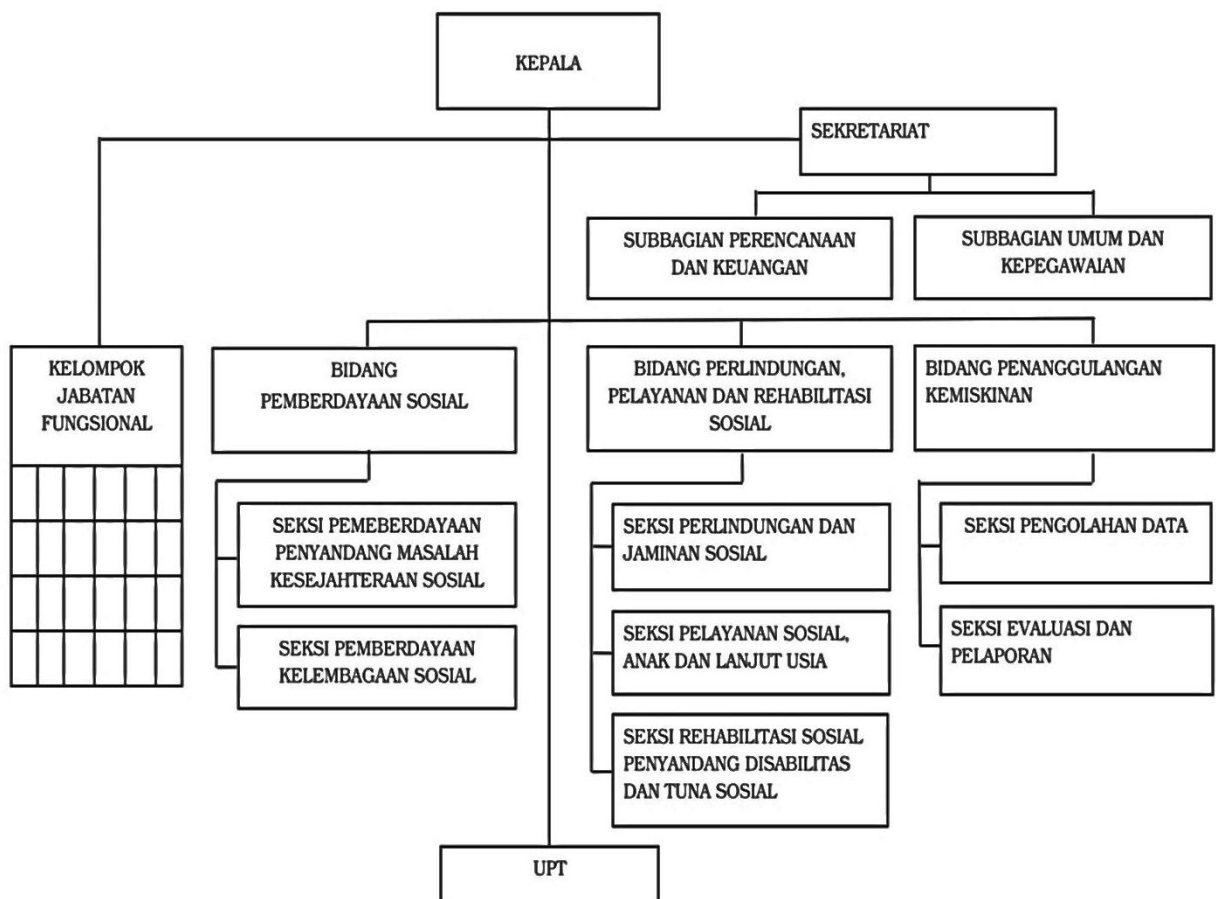 KEPALA
SEKRETARIAT
SUBBAGIAN PERENCANAAN
DAN KEUANGAN
SUBBAGIAN UMUM DAN
KEPEGAWAIAN
KELOMPOK
JABATAN
FUNGSIONAL
BIDANG
PEMBERDAYAAN SOSIAL
BIDANG PERLINDUNGAN,
PELAYANAN DAN REHABILITASI
SOSIAL
BIDANG PENANGGULANGAN
KEMISKINAN
SEKSI PEMEBERDAYAAN
PENYANDANG MASALAH
KESEJAHTERAAN SOSIAL
SEKSI PEMBERDAYAAN
KELEMBAGAAN SOSIAL
SEKSI PERLINDUNGAN DAN
JAMINAN SOSIAL
SEKSI PELAYANAN SOSIAL,
ANAK DAN LANJUT USIA
SEKSI REHABILITASI SOSIAL
PENYANDANG DISABILITAS
DAN TUNA SOSIAL
SEKSI PENGOLAHAN DATA
SEKSI EVALUASI DAN
PELAPORAN
UPT